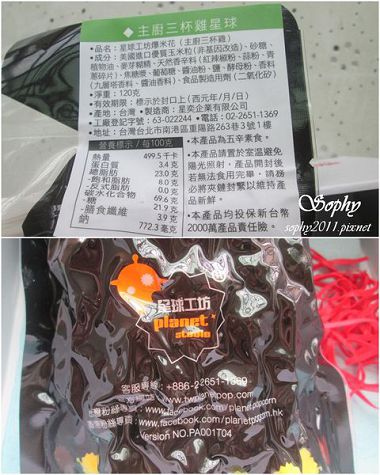 ◆主廚三杯雞星球
•品名：星球工坊爆米花（主廚三杯雞）
•成分：美國進口優質玉米粒（非基因改造）、砂糖、
植物油、麥芽糊精、天然香辛料（紅辣椒粉、蒜粉、青
蔥碎片）、焦糖漿、葡萄糖、醬油粉、鹽、酵母粉、香料
（九層塔香料、醬油香料）、食品製造用劑（二氧化矽）
•淨重：120克
•有效期限：標示於封口上（西元年/月/日）
•產地：台灣 •製造商：星奕企業有限公司
•工廠登記字號：63-022244 •電話：02-2651-1369
•地址：台灣台北市南港區重陽路263巷3號1樓
營養標示/每100克
熱量 499.5千卡
蛋白質 3.4克
總脂肪 23.0克
-飽和脂肪 8.0克
-反式脂肪 0.0克
碳水化合物 69.6克
-糖 21.9克
-膳食纖維 3.9克
鈉 772.3毫克
•本產品為五辛素食。
•本產品請置於室溫避免
陽光照射，產品開封後
若無法食用完畢，請務
必將夾鏈封緊以維持產
品新鮮。
•本產品均投保新台幣
2000萬產品責任險。
Sophy
sophy2011.pixnet
星球工坊
planet
studio
客服專線：+886-2-2651-1369
www.twplanetpop.com
www.facebook.com/planetpopcorn
www.facebook.com/planetpopcorn.hk
Version NO.PA001T04